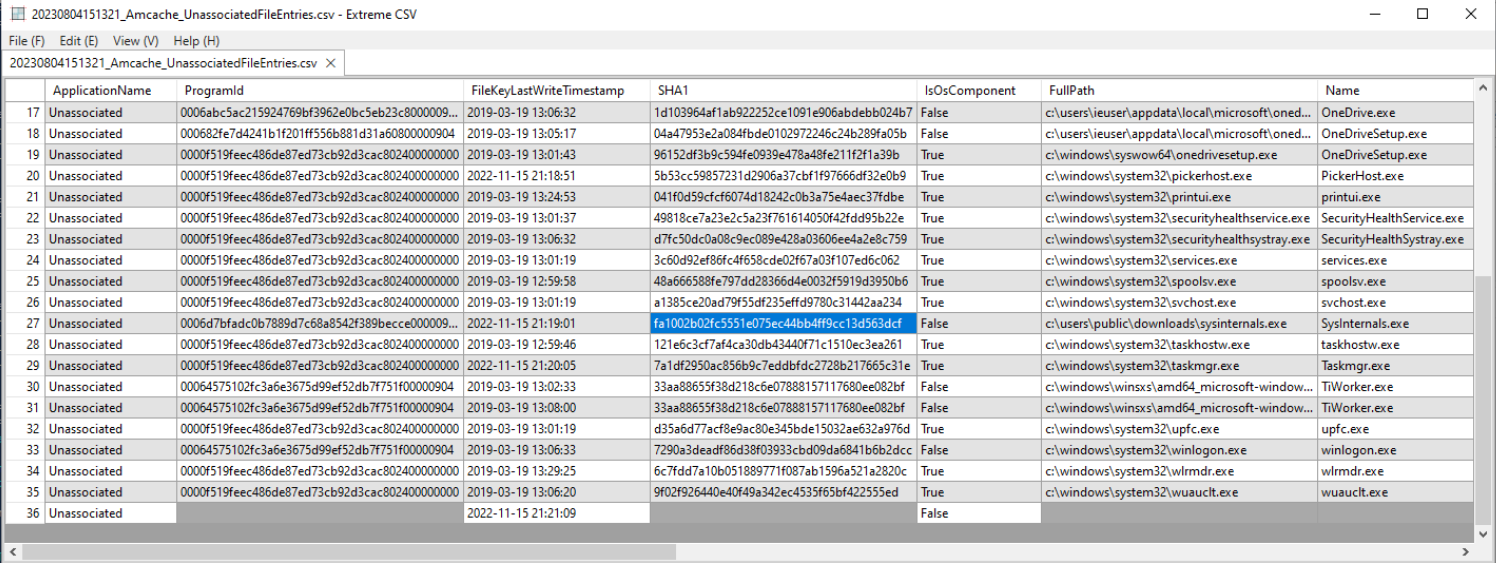 20230804151321_Amcache_UnassociatedFileEntries.csv - Extreme CSV
File (F) Edit (E) View (V) Help (H)
20230804151321_Amcache_UnassociatedFileEntries.csv
ApplicationName ProgramId FileKeyLastWriteTimestamp SHA1 IsOsComponent FullPath Name
17 Unassociated 0006abc5ac215924769bf3962e0bc5eb23c8000009... 2019-03-19 13:06:32 1d103964af1ab922252ce1091e906abdebb024b7 False c:\users\ieuser\appdata\local\microsoft\oned... OneDrive.exe
18 Unassociated 000682fe7d4241b1f201ff556b881d31a60800000904 2019-03-19 13:05:17 04a47953e2a084fbde0102972246c24b289fa05b False c:\users\ieuser\appdata\local\microsoft\oned... OneDriveSetup.exe
19 Unassociated 0000f519feec486de87ed73cb92d3cac802400000000 2019-03-19 13:01:43 96152df3b9c594fe0939e478a48fe211f2f1a39b True c:\windows\syswow64\onedrivesetup.exe OneDriveSetup.exe
20 Unassociated 0000f519feec486de87ed73cb92d3cac802400000000 2022-11-15 21:18:51 5b53cc59857231d2906a37cbf1f97666df32e0b9 True c:\windows\system32\pickerhost.exe PickerHost.exe
21 Unassociated 0000f519feec486de87ed73cb92d3cac802400000000 2019-03-19 13:24:53 041f0d59cfcf6074d18242c0b3a75e4aec37fdbe True c:\windows\system32\printui.exe printui.exe
22 Unassociated 0000f519feec486de87ed73cb92d3cac802400000000 2019-03-19 13:01:37 49818ce7a23e2c5a23f761614050f42fdd95b22e True c:\windows\system32\securityhealthservice.exe SecurityHealthService.exe
23 Unassociated 0000f519feec486de87ed73cb92d3cac802400000000 2019-03-19 13:06:32 d7fc50dc0a08c9ec089e428a03606ee4a2e8c759 True c:\windows\system32\securityhealthsystray.exe SecurityHealthSystray.exe
24 Unassociated 0000f519feec486de87ed73cb92d3cac802400000000 2019-03-19 13:01:19 3c60d92ef86fc4f658cde02f67a03f107ed6c062 True c:\windows\system32\services.exe services.exe
25 Unassociated 0000f519feec486de87ed73cb92d3cac802400000000 2019-03-19 12:59:58 48a666588fe797dd28366d4e0032f5919d3950b6 True c:\windows\system32\spoolsv.exe spoolsv.exe
26 Unassociated 0000f519feec486de87ed73cb92d3cac802400000000 2019-03-19 13:01:19 a1385ce20ad79f55df235effd9780c31442aa234 True c:\windows\system32\svchost.exe svchost.exe
27 Unassociated 0006d7bfadc0b7889d7c68a8542f389becce000009... 2022-11-15 21:19:01 fa1002b02fc5551e075ec44bb4ff9cc13d563dcf False c:\users\public\downloads\sysinternals.exe SysInternals.exe
28 Unassociated 0000f519feec486de87ed73cb92d3cac802400000000 2019-03-19 12:59:46 121e6c3cf7af4ca30db43440f71c1510ec3ea261 True c:\windows\system32\taskhostw.exe taskhostw.exe
29 Unassociated 0000f519feec486de87ed73cb92d3cac802400000000 2022-11-15 21:20:05 7a1df2950ac856b9c7eddbfdc2728b217665c31e True c:\windows\system32\taskmgr.exe Taskmgr.exe
30 Unassociated 00064575102fc3a6e3675d99ef52db7f751f00000904 2019-03-19 13:02:33 33aa88655f38d218c6e07888157117680ee082bf False c:\windows\winsxs\amd64_microsoft-window... TiWorker.exe
31 Unassociated 00064575102fc3a6e3675d99ef52db7f751f00000904 2019-03-19 13:08:00 33aa88655f38d218c6e07888157117680ee082bf False c:\windows\winsxs\amd64_microsoft-window... TiWorker.exe
32 Unassociated 0000f519feec486de87ed73cb92d3cac802400000000 2019-03-19 13:01:19 d35a6d77acf8e9ac80e345bde15032ae632a976d True c:\windows\system32\upfc.exe upfc.exe
33 Unassociated 00064575102fc3a6e3675d99ef52db7f751f00000904 2019-03-19 13:06:33 7290a3deadf86d38f03933cbd09da6841b6b2dcc False c:\windows\system32\winlogon.exe winlogon.exe
34 Unassociated 0000f519feec486de87ed73cb92d3cac802400000000 2019-03-19 13:29:25 6c7fdd7a10b051889771f087ab1596a521a2820c True c:\windows\system32\wlrmdr.exe wlrmdr.exe
35 Unassociated 0000f519feec486de87ed73cb92d3cac802400000000 2019-03-19 13:06:20 9f02f926440e40f49a342ec4535f65bf422555ed True c:\windows\system32\wuauclt.exe wuauclt.exe
36 Unassociated 2022-11-15 21:21:09 False